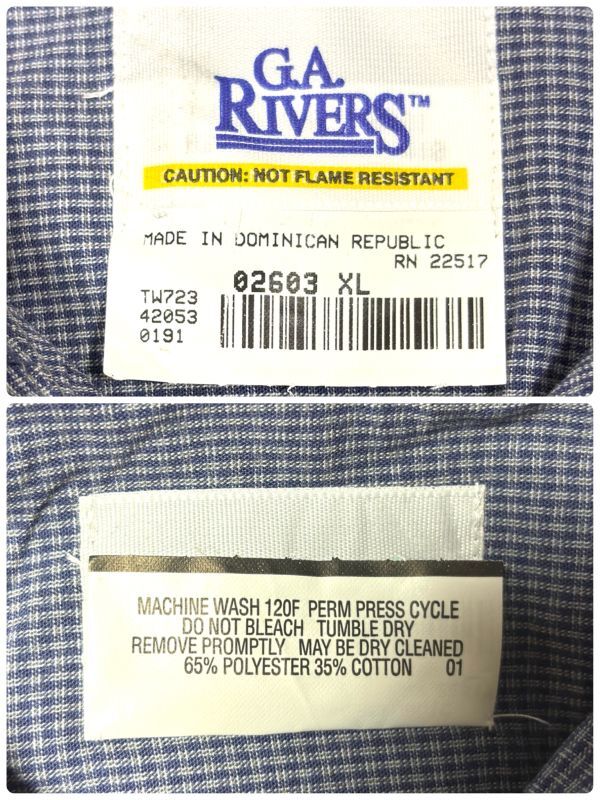 G.A.
RIVERS™
CAUTION: NOT FLAME RESISTANT
MADE IN DOMINICAN REPUBLIC
RN 22517
02603 XL
TW723
42053
0191
MACHINE WASH 120F PERM PRESS CYCLE
DO NOT BLEACH TUMBLE DRY
REMOVE PROMPTLY MAY BE DRY CLEANED
65% POLYESTER 35% COTTON 01